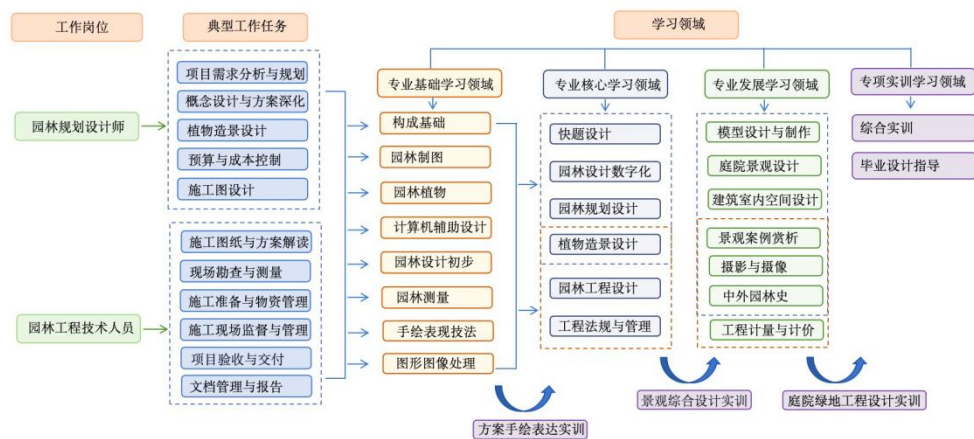 工作岗位
典型工作任务
学习领域
园林规划设计师
项目需求分析与规划
概念设计与方案深化
植物造景设计
预算与成本控制
施工图设计
园林工程技术人员
施工图纸与方案解读
现场勘查与测量
施工准备与物资管理
施工现场监督与管理
项目验收与交付
文档管理与报告
专业基础学习领域
构成基础
园林制图
园林植物
计算机辅助设计
园林设计初步
园林测量
手绘表现技法
图形图像处理
专业核心学习领域
快题设计
园林设计数字化
园林规划设计
植物造景设计
园林工程设计
工程法规与管理
专业发展学习领域
模型设计与制作
庭院景观设计
建筑室内空间设计
景观案例赏析
摄影与摄像
中外园林史
工程计量与计价
专项实训学习领域
综合实训
毕业设计指导
方案手绘表达实训
景观综合设计实训
庭院绿地工程设计实训